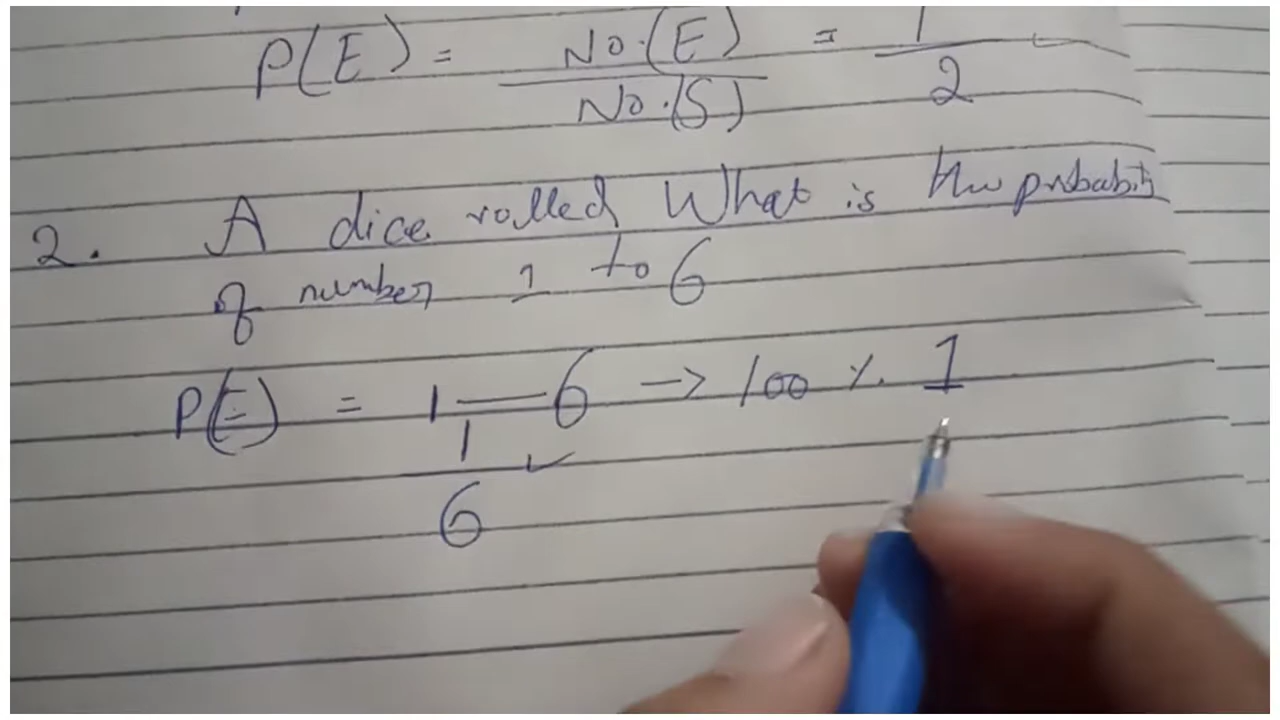 P(E) = No.(E) / No.(S) = 1 / 2
2. A dice rolled What is the probabity
of number 1 to 6
P(E) = 1 — 6 → 100 % 1
1 / 6 ✓